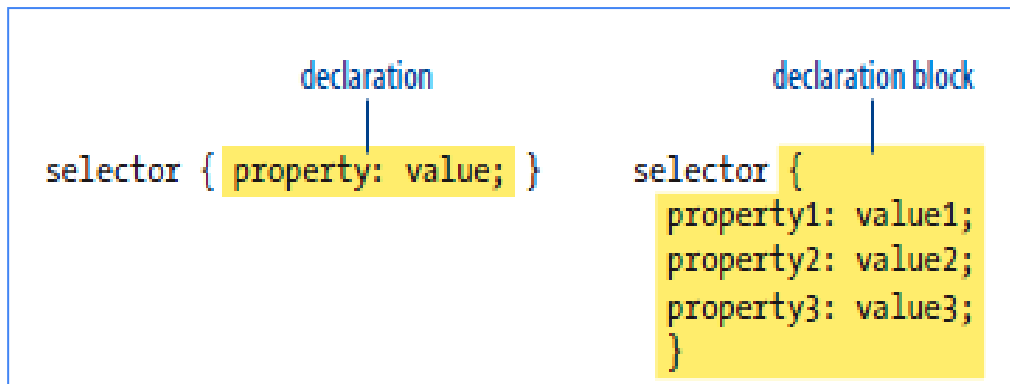 declaration
selector { property: value; }
declaration block
selector {
property1: value1;
property2: value2;
property3: value3;
}